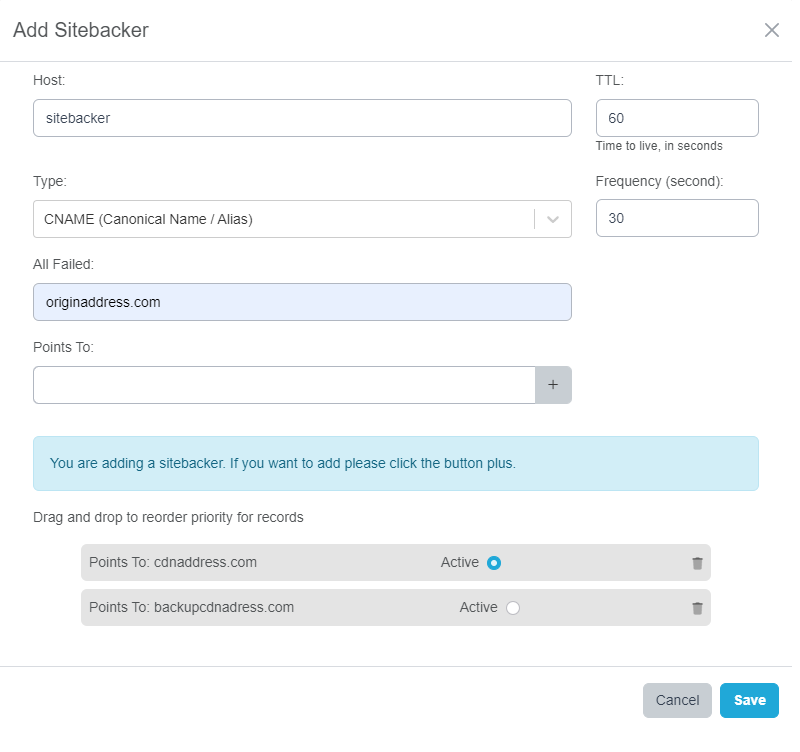 Add Sitebacker
Host:
TTL:
sitebacker
60
Time to live, in seconds
Type:
Frequency (second):
CNAME (Canonical Name / Alias)
30
All Failed:
originaddress.com
Points To:
+
You are adding a sitebacker. If you want to add please click the button plus.
Drag and drop to reorder priority for records
Points To: cdnaddress.com Active
Points To: backupcdnadress.com Active
Cancel Save